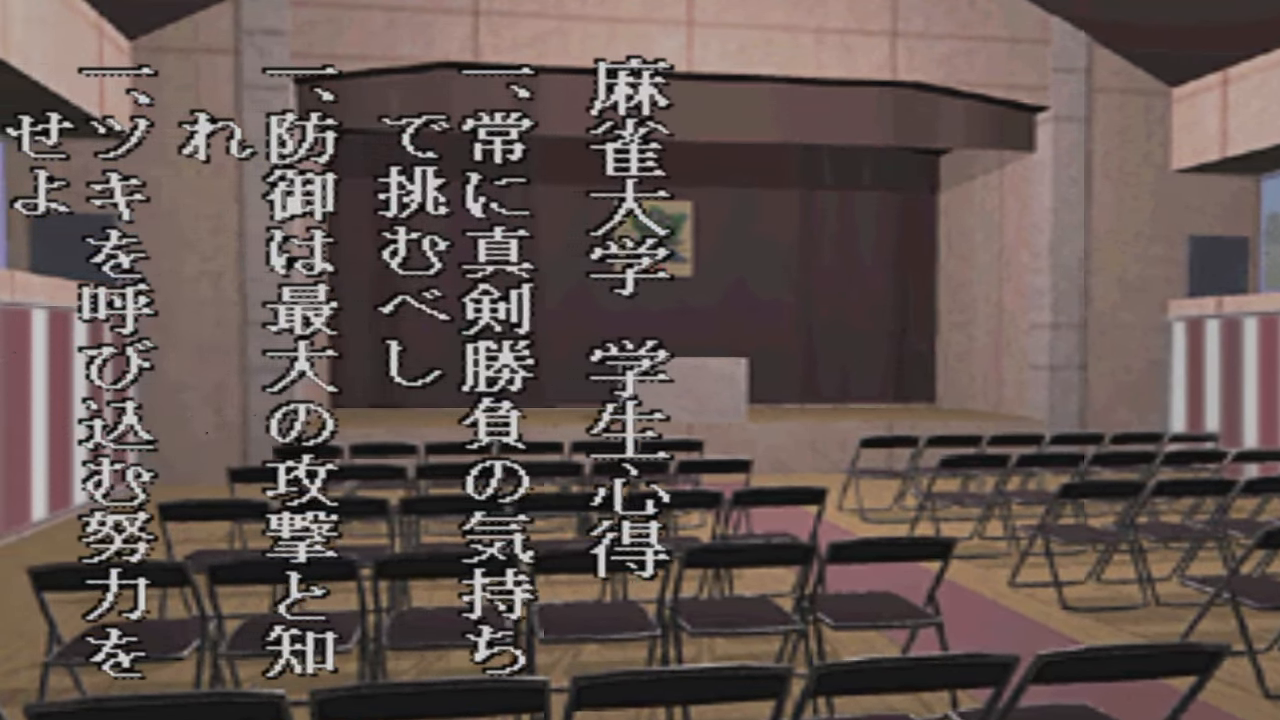 麻雀大学　学生心得
一、常に真剣勝負の気持ち
で挑むべし
一、防御は最大の攻撃と知
れ
一、ツキを呼び込む努力を
せよ